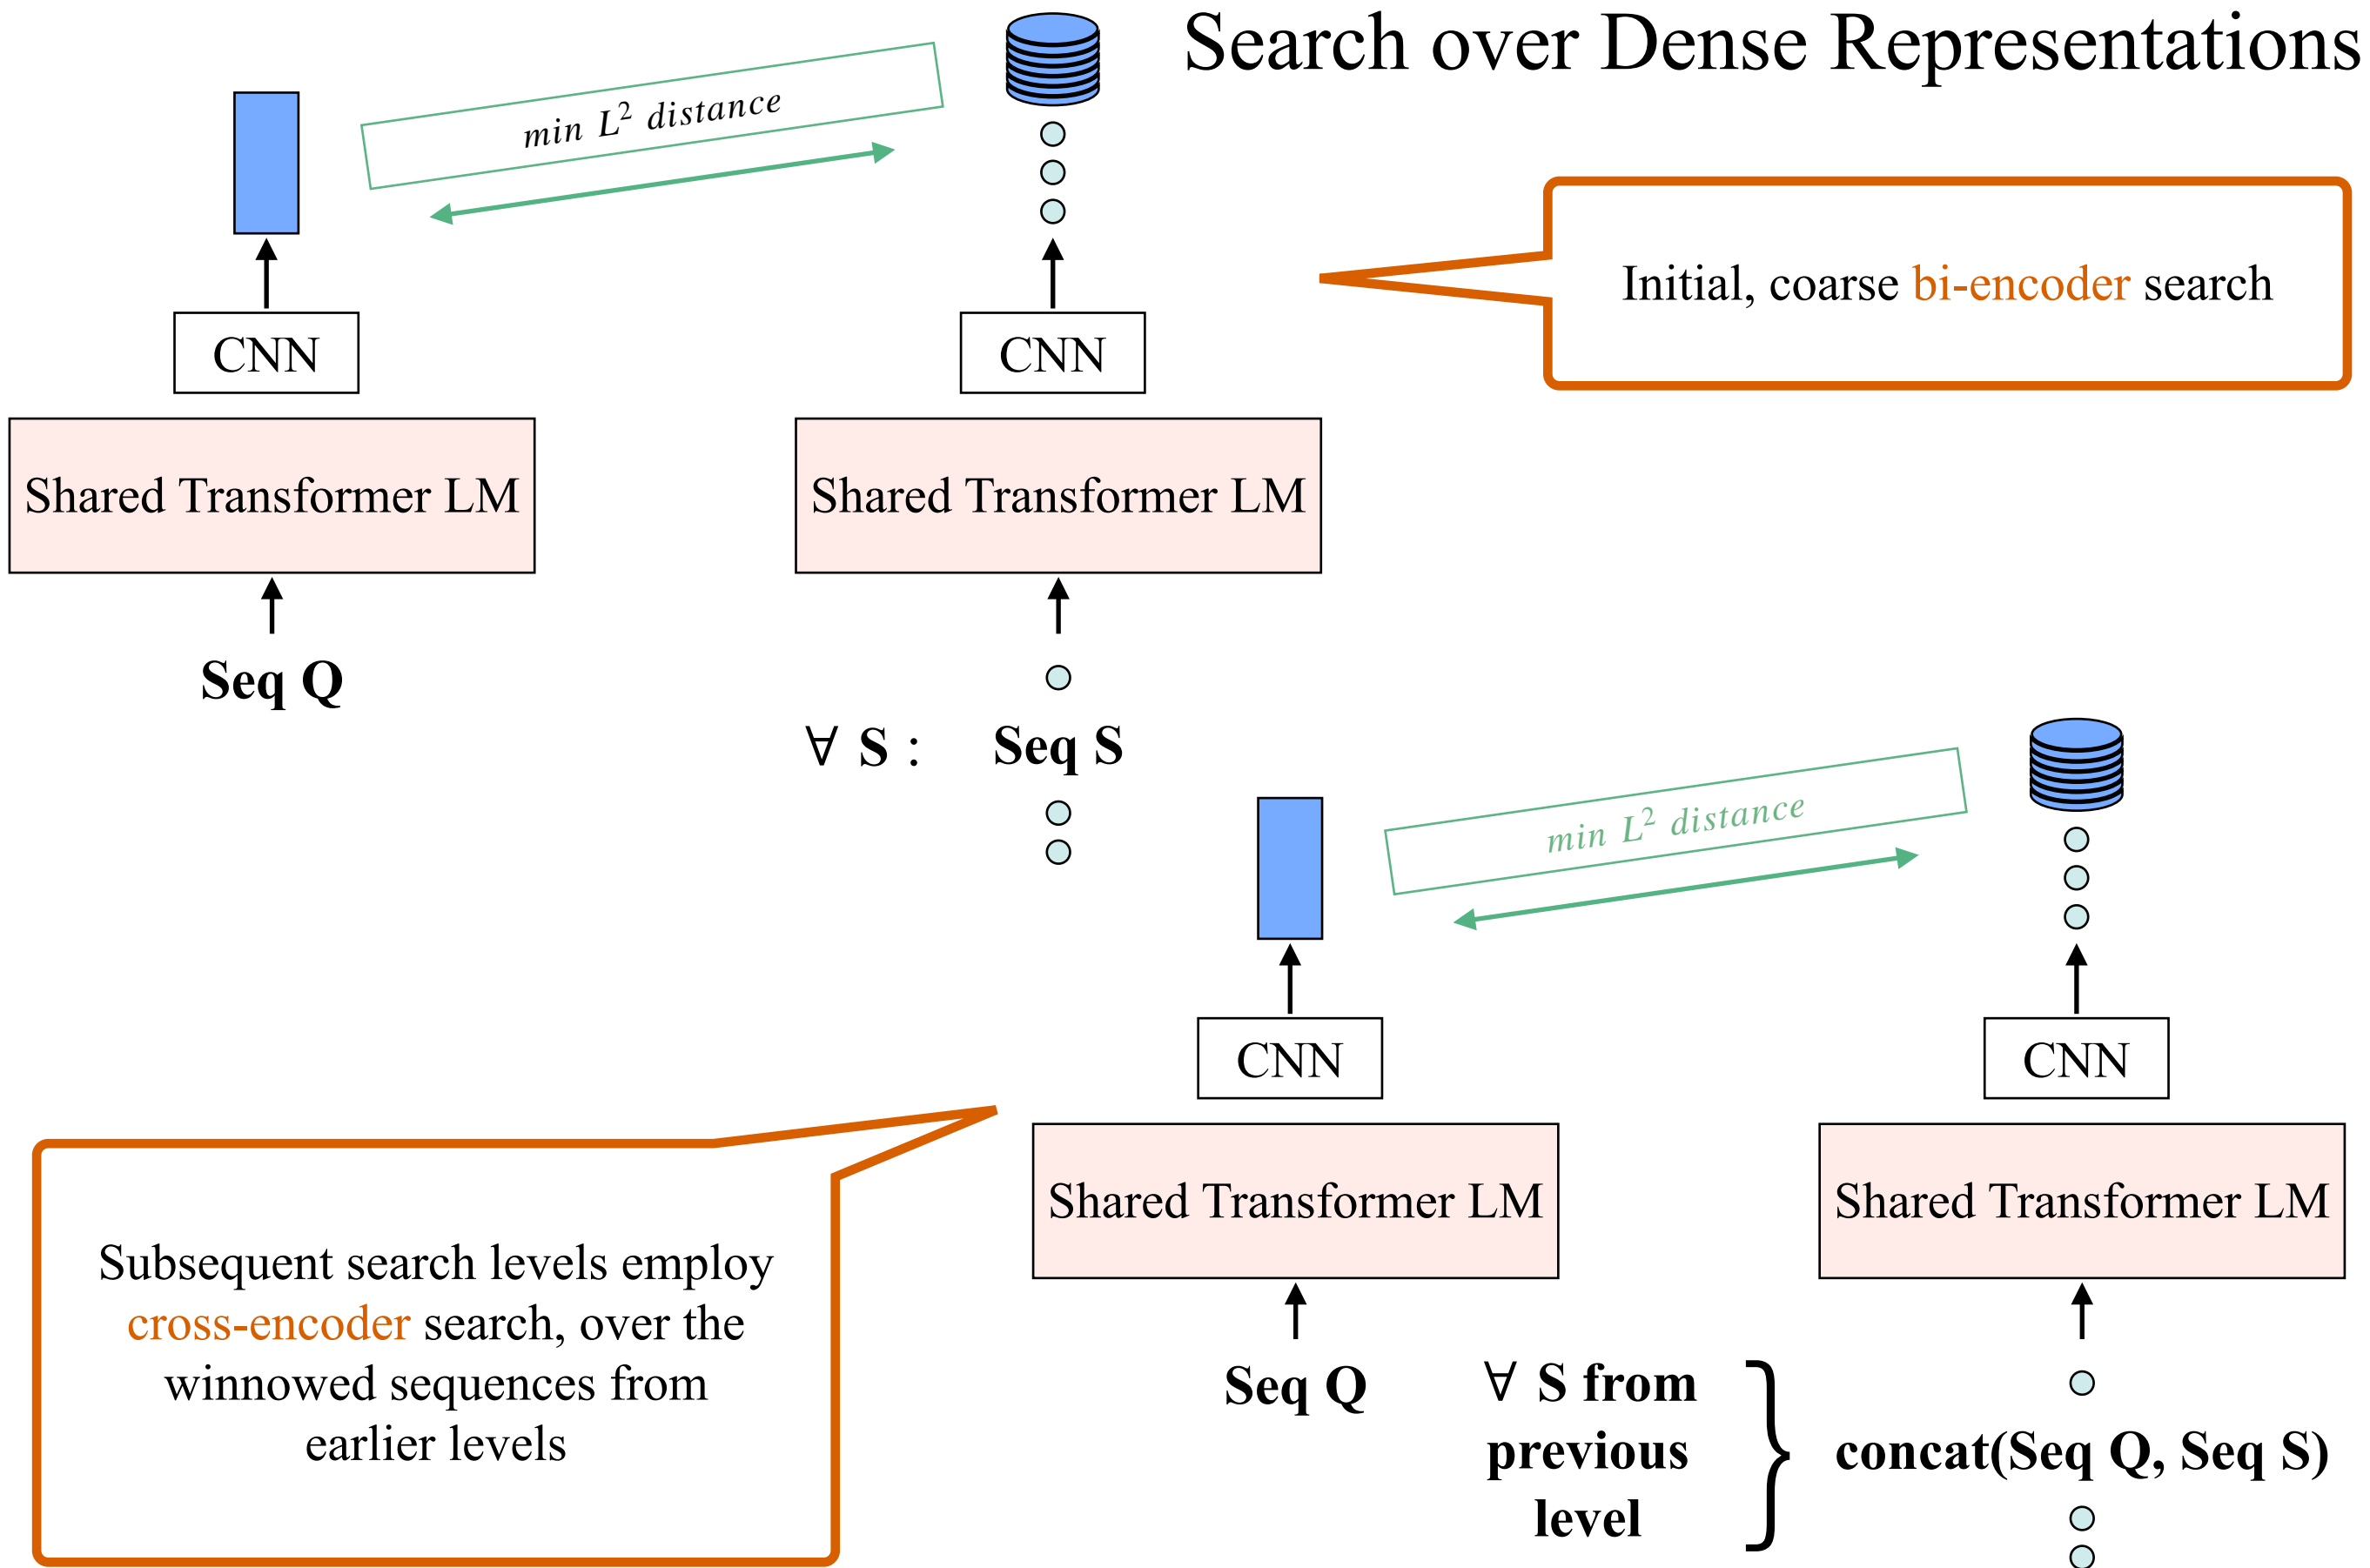 Search over Dense Representations
min L² distance
Initial, coarse bi-encoder search
CNN
CNN
Shared Transformer LM
Shared Transformer LM
Seq Q
∀ S :
Seq S
min L² distance
CNN
CNN
Shared Transformer LM
Shared Transformer LM
Subsequent search levels employ
cross-encoder search, over the
winnowed sequences from
earlier levels
Seq Q
∀ S from
previous
level
concat(Seq Q, Seq S)